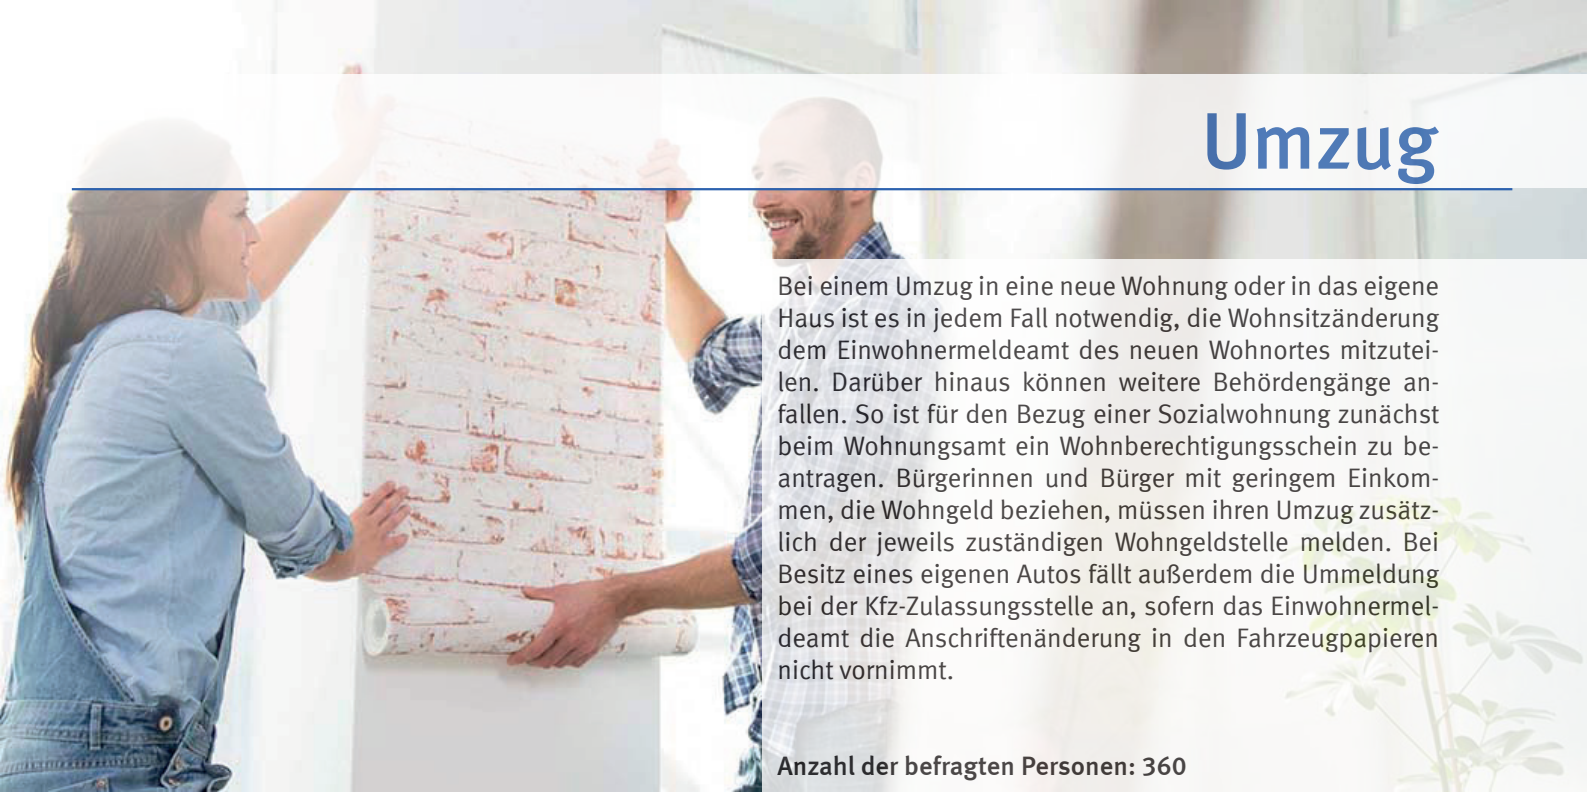 Umzug
Bei einem Umzug in eine neue Wohnung oder in das eigene
Haus ist es in jedem Fall notwendig, die Wohnsitzänderung
dem Einwohnermeldeamt des neuen Wohnortes mitzutei-
len. Darüber hinaus können weitere Behördengänge an-
fallen. So ist für den Bezug einer Sozialwohnung zunächst
beim Wohnungsamt ein Wohnberechtigungsschein zu be-
antragen. Bürgerinnen und Bürger mit geringem Einkom-
men, die Wohngeld beziehen, müssen ihren Umzug zusätz-
lich der jeweils zuständigen Wohngeldstelle melden. Bei
Besitz eines eigenen Autos fällt außerdem die Ummeldung
bei der Kfz-Zulassungsstelle an, sofern das Einwohnermel-
deamt die Anschriftenänderung in den Fahrzeugpapieren
nicht vornimmt.
Anzahl der befragten Personen: 360